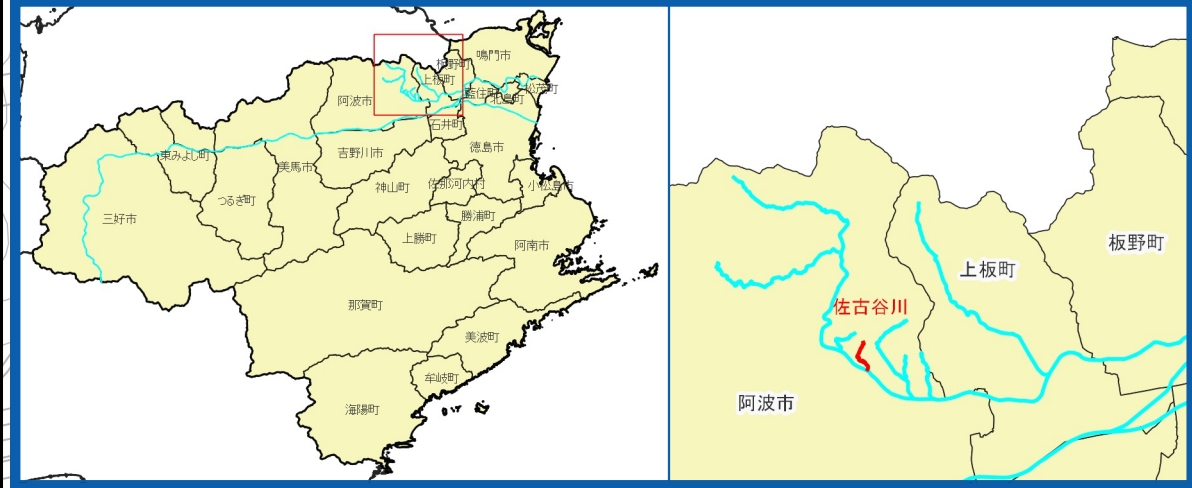 鳴門市
板野町
上板町
松茂町
藍住町
北島町
阿波市
石井町
徳島市
東みよし町
吉野川市
美馬市
神山町
佐那河内村
小松島市
つるぎ町
三好市
勝浦町
上勝町
阿南市
那賀町
美波町
牟岐町
海陽町
板野町
上板町
佐古谷川
阿波市